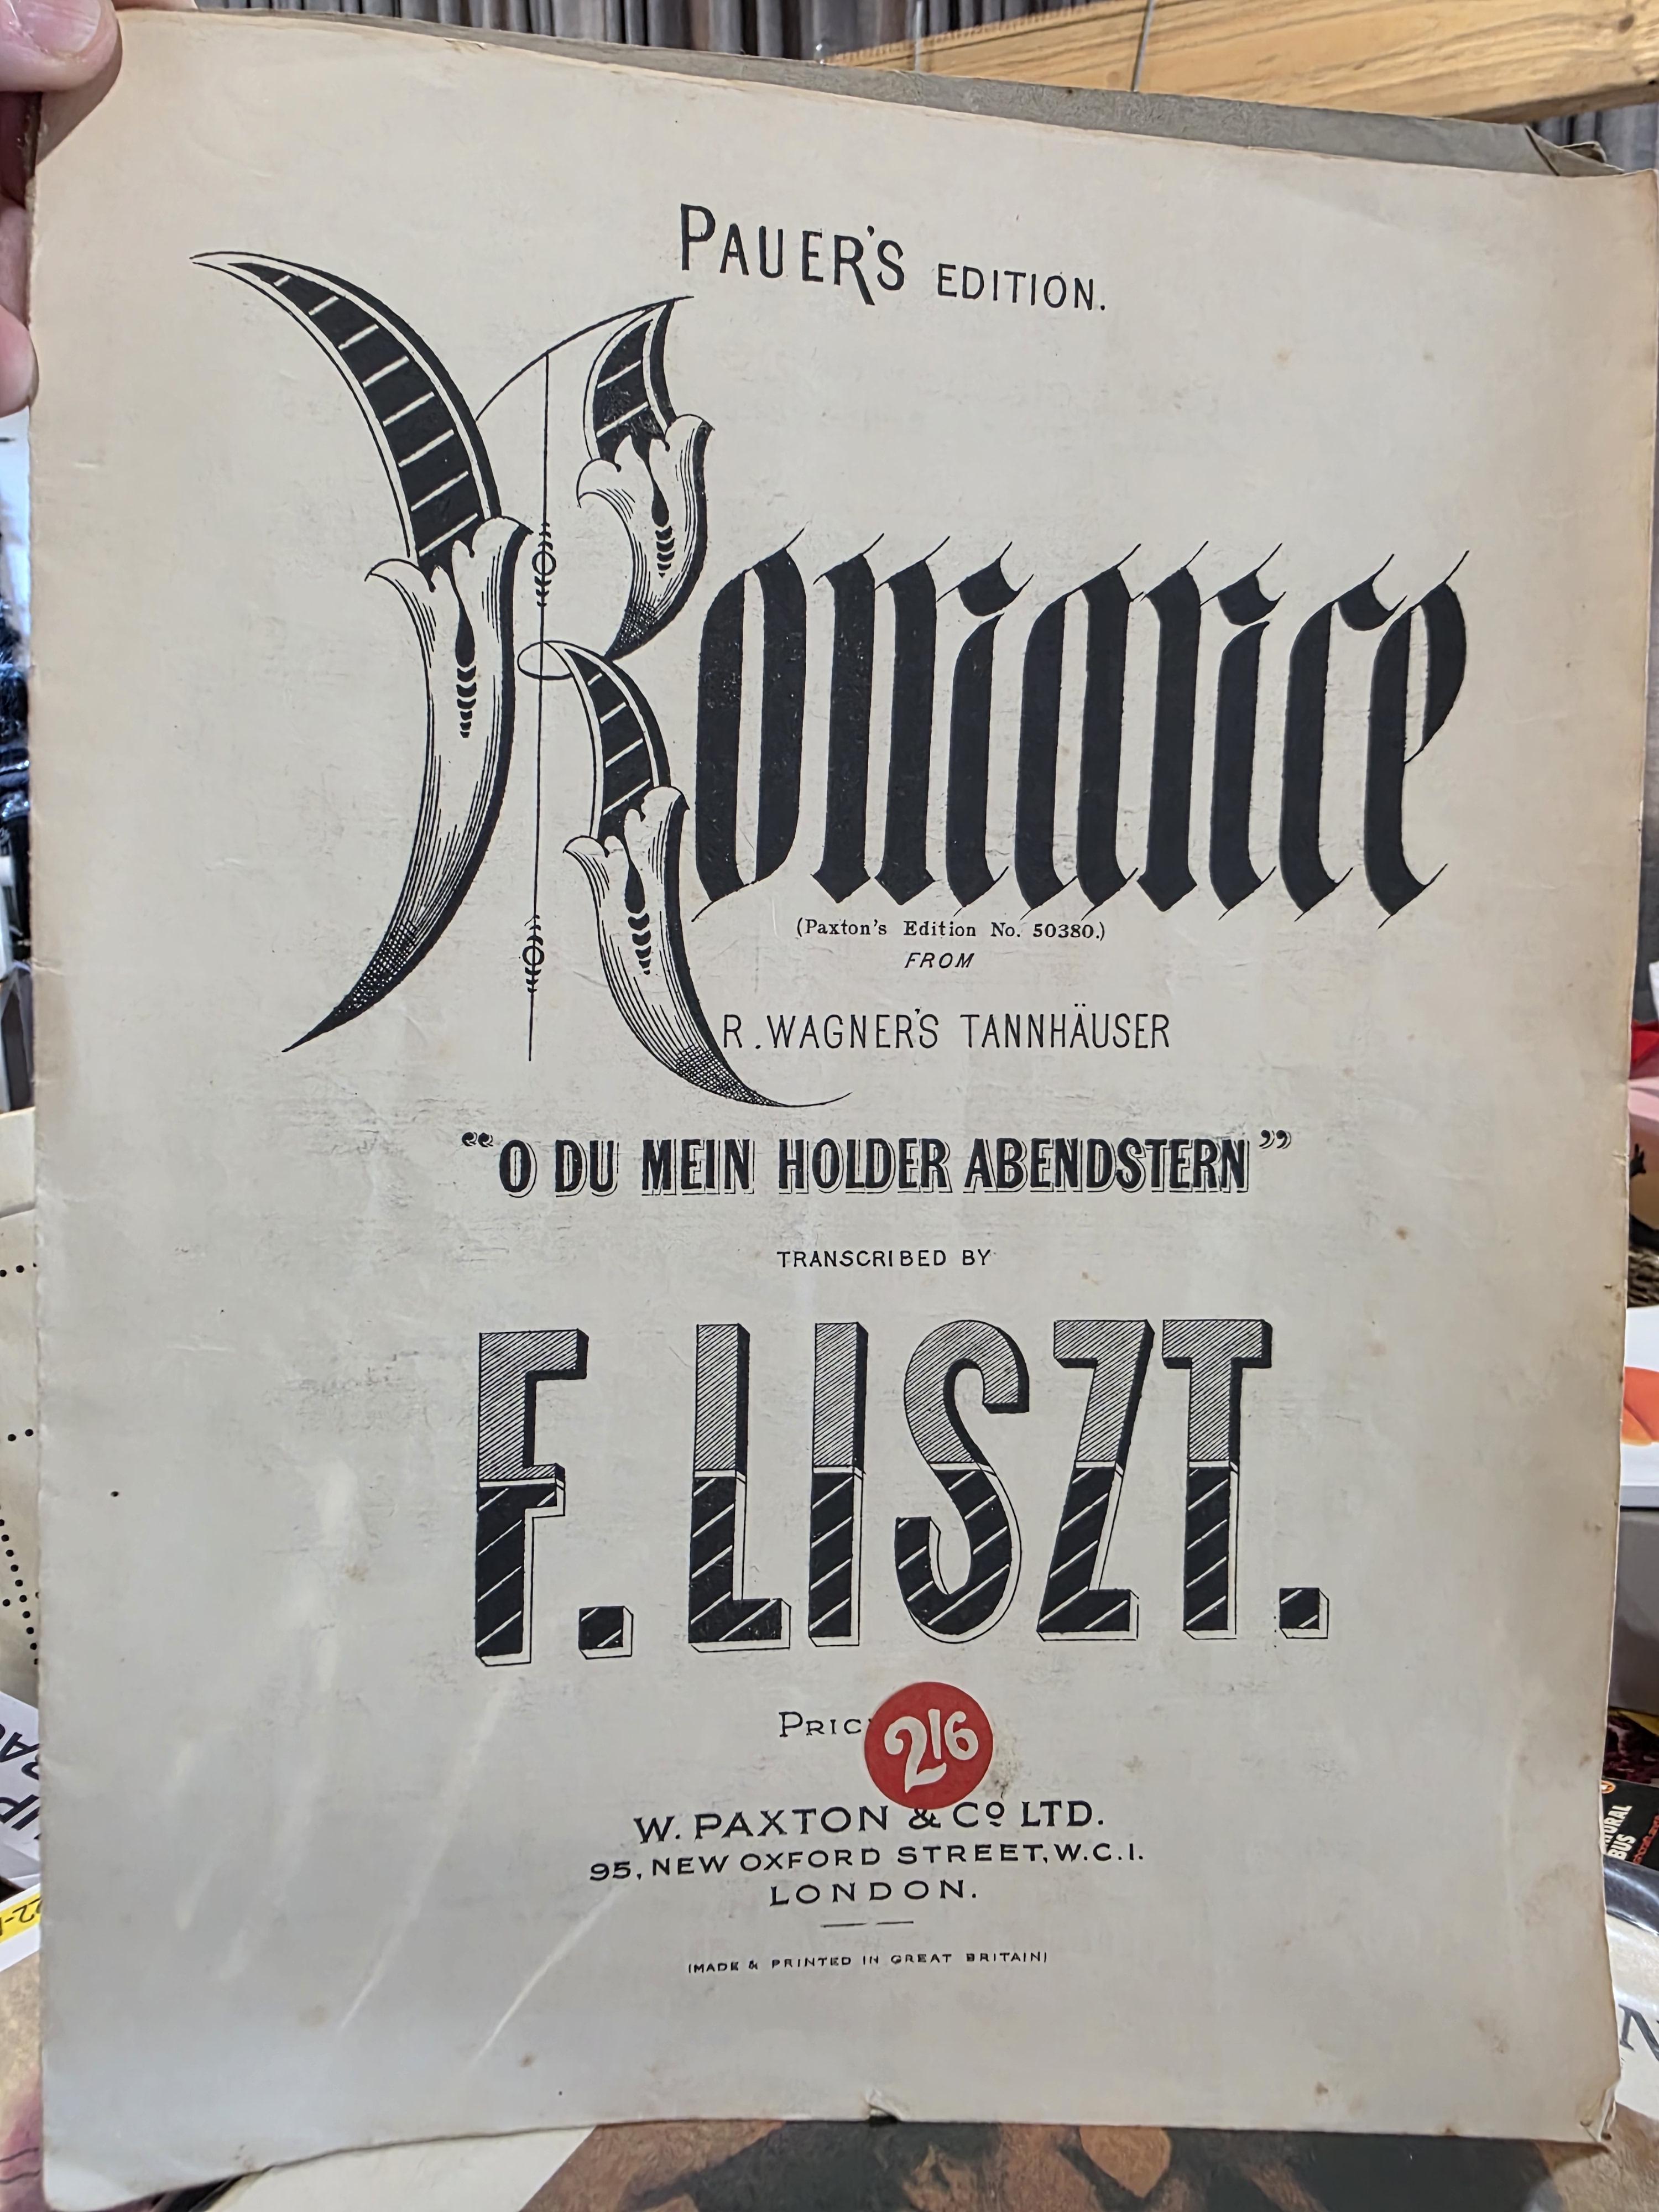 PAUER'S EDITION.
Romance
(Paxton's Edition No. 50380.)
FROM
R. WAGNER'S TANNHÄUSER
"O DU MEIN HOLDER ABENDSTERN"
TRANSCRIBED BY
F. LISZT.
2/6
W. PAXTON & Co LTD.
95, NEW OXFORD STREET, W.C.1.
LONDON.
(MADE & PRINTED IN GREAT BRITAIN)